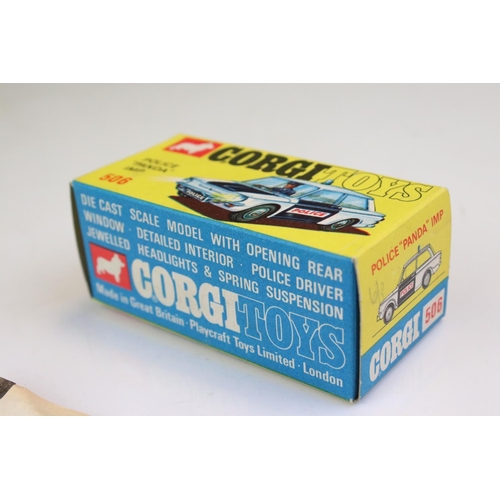 CORGI TOYS
POLICE
"PANDA"
IMP
506
POLICE
DIE CAST SCALE MODEL WITH OPENING REAR
WINDOW · DETAILED INTERIOR · POLICE DRIVER
JEWELLED HEADLIGHTS & SPRING SUSPENSION
CORGI TOYS
Made in Great Britain · Playcraft Toys Limited · London
POLICE "PANDA" IMP
CORGI 506